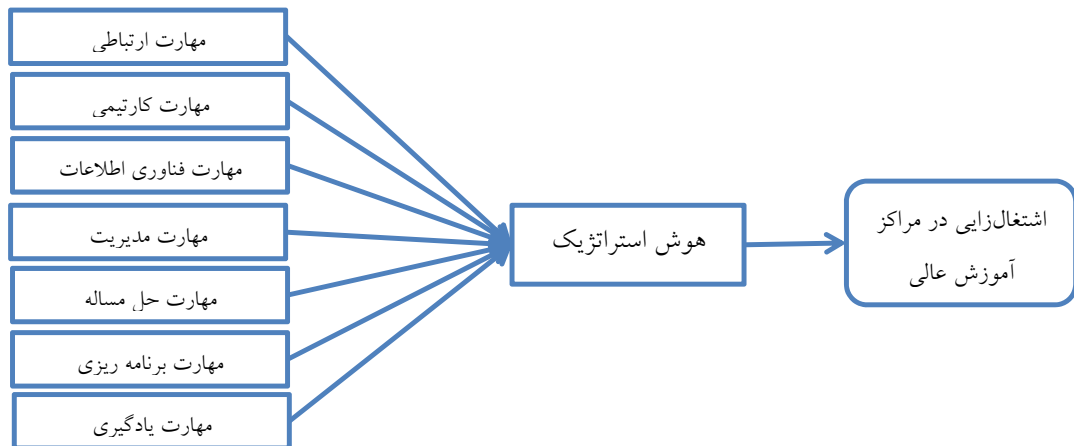 مهارت ارتباطی
مهارت کارتیمی
مهارت فناوری اطلاعات
مهارت مدیریت
مهارت حل مساله
مهارت برنامه ریزی
مهارت یادگیری
هوش استراتژیک
اشتغال‌زایی در مراکز
آموزش عالی